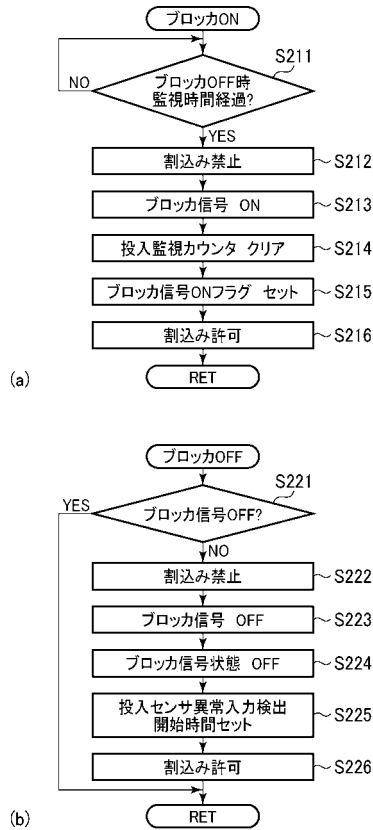 ブロッカON
S211
ブロッカOFF時
監視時間経過?
NO
YES
割込み禁止
S212
ブロッカ信号 ON
S213
投入監視カウンタ クリア
S214
ブロッカ信号ONフラグ セット
S215
割込み許可
S216
RET
(a)
ブロッカOFF
S221
YES
ブロッカ信号OFF?
NO
割込み禁止
S222
ブロッカ信号 OFF
S223
ブロッカ信号状態 OFF
S224
投入センサ異常入力検出
開始時間セット
S225
割込み許可
S226
RET
(b)